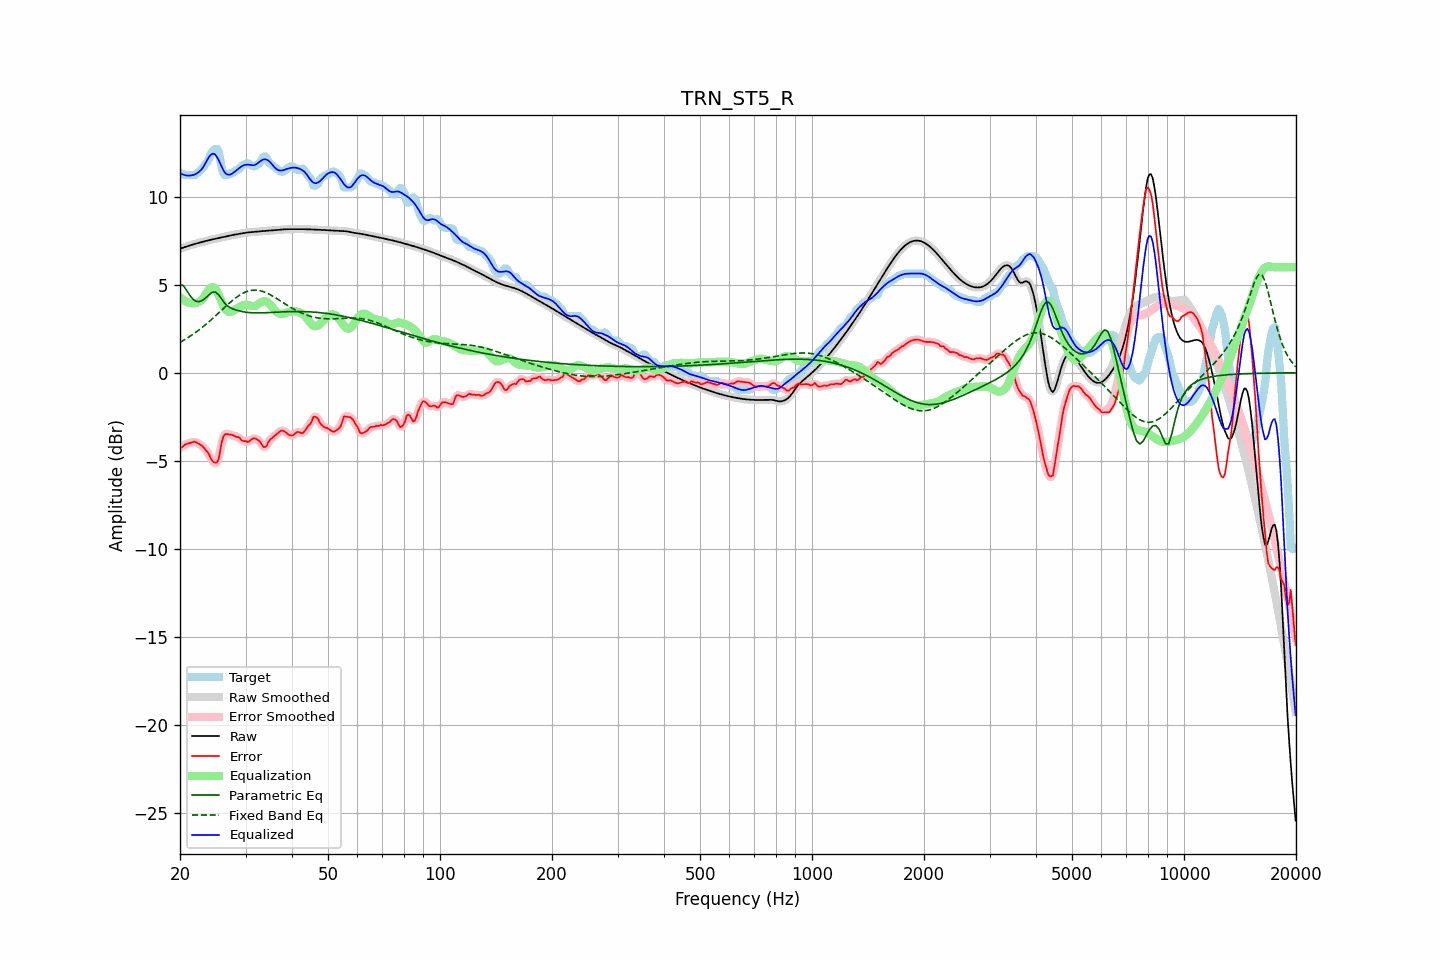 TRN_ST5_R
Amplitude (dBr)
10
5
0
−5
−10
−15
−20
−25
Target
Raw Smoothed
Error Smoothed
Raw
Error
Equalization
Parametric Eq
Fixed Band Eq
Equalized
20 50 100 200 500 1000 2000 5000 10000 20000
Frequency (Hz)